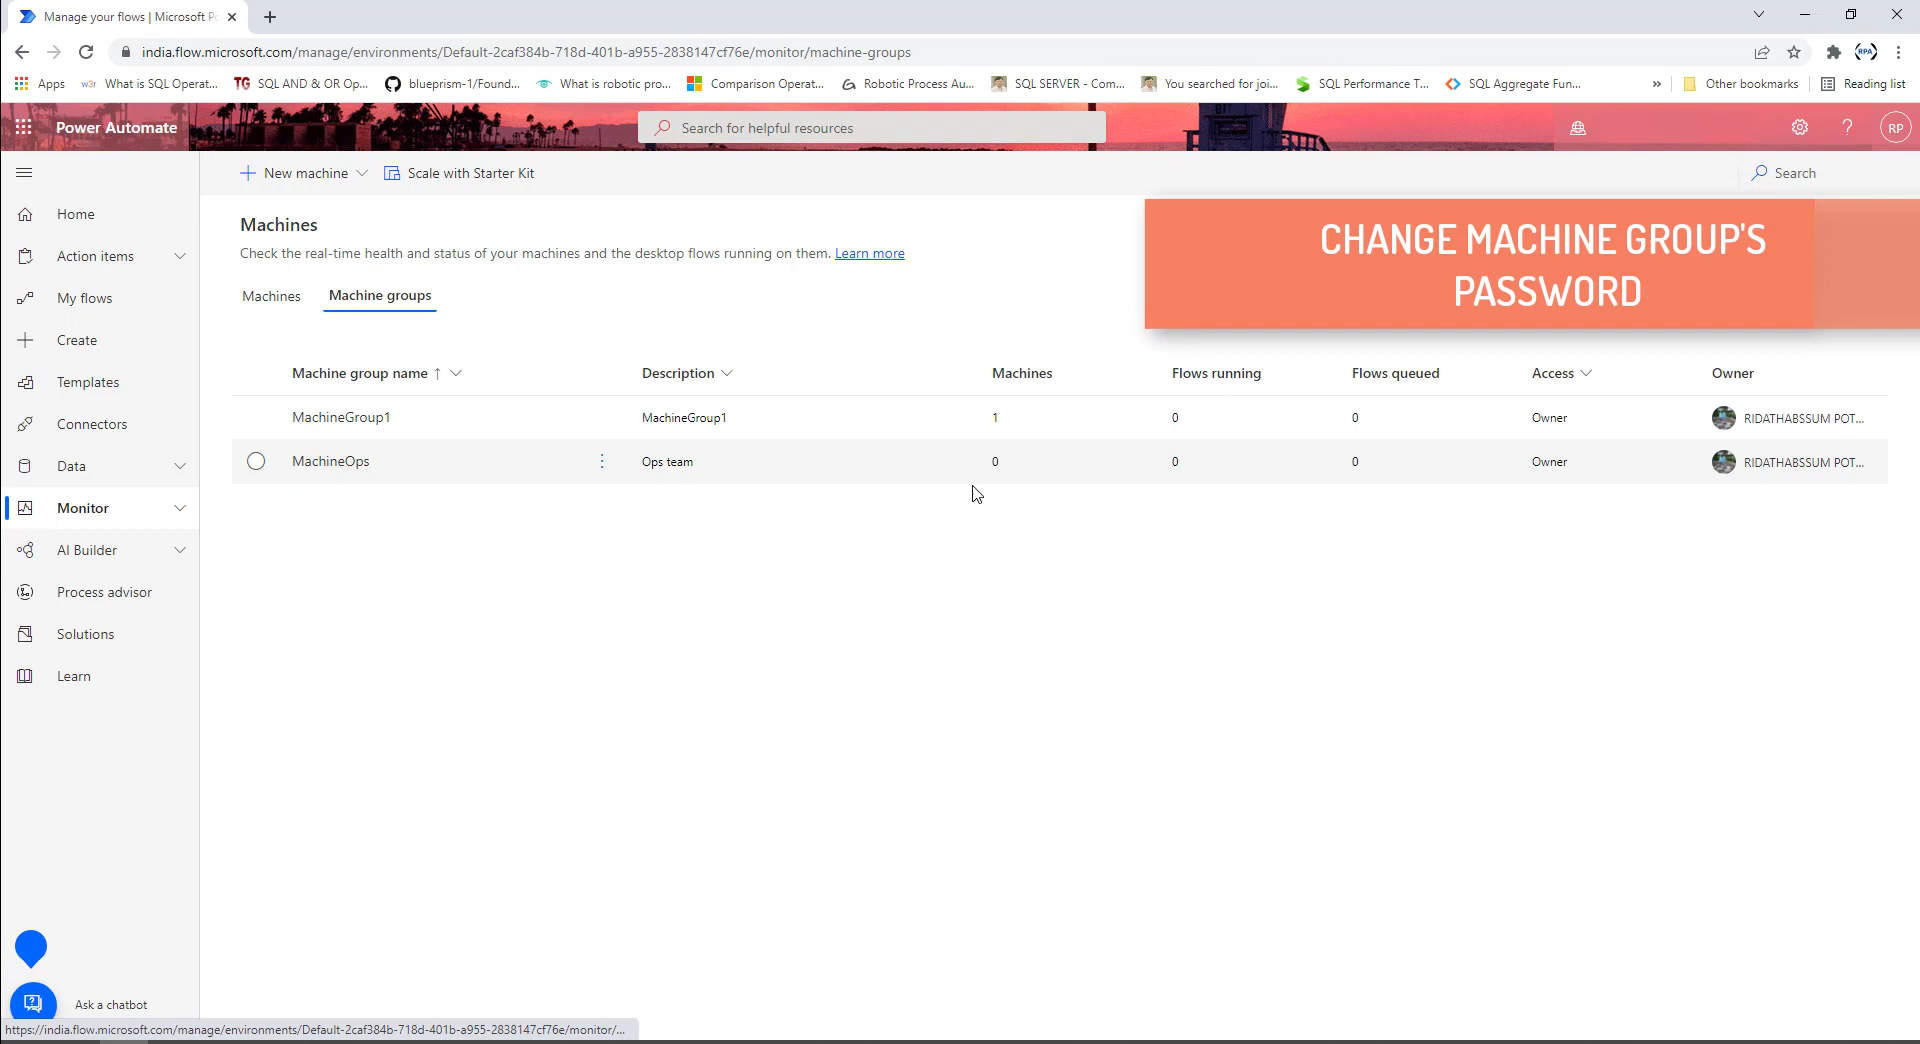 Manage your flows | Microsoft Po
india.flow.microsoft.com/manage/environments/Default-2caf384b-718d-401b-a955-2838147cf76e/monitor/machine-groups
RPA
Apps
w3r What is SQL Operat...
TG SQL AND & OR Op...
blueprism-1/Found...
What is robotic pro...
Comparison Operat...
Robotic Process Au...
SQL SERVER - Com...
You searched for joi...
SQL Performance T...
SQL Aggregate Fun...
»
Other bookmarks
Reading list
Power Automate
Search for helpful resources
?
RP
New machine
Scale with Starter Kit
Search
Home
Action items
My flows
Create
Templates
Connectors
Data
Monitor
AI Builder
Process advisor
Solutions
Learn
Ask a chatbot
Machines
Check the real-time health and status of your machines and the desktop flows running on them. Learn more
CHANGE MACHINE GROUP'S
PASSWORD
Machines Machine groups
Machine group name ↑ Description Machines Flows running Flows queued Access Owner
MachineGroup1 MachineGroup1 1 0 0 Owner RIDATHABSSUM POT...
MachineOps Ops team 0 0 0 Owner RIDATHABSSUM POT...
https://india.flow.microsoft.com/manage/environments/Default-2caf384b-718d-401b-a955-2838147cf76e/monitor/...